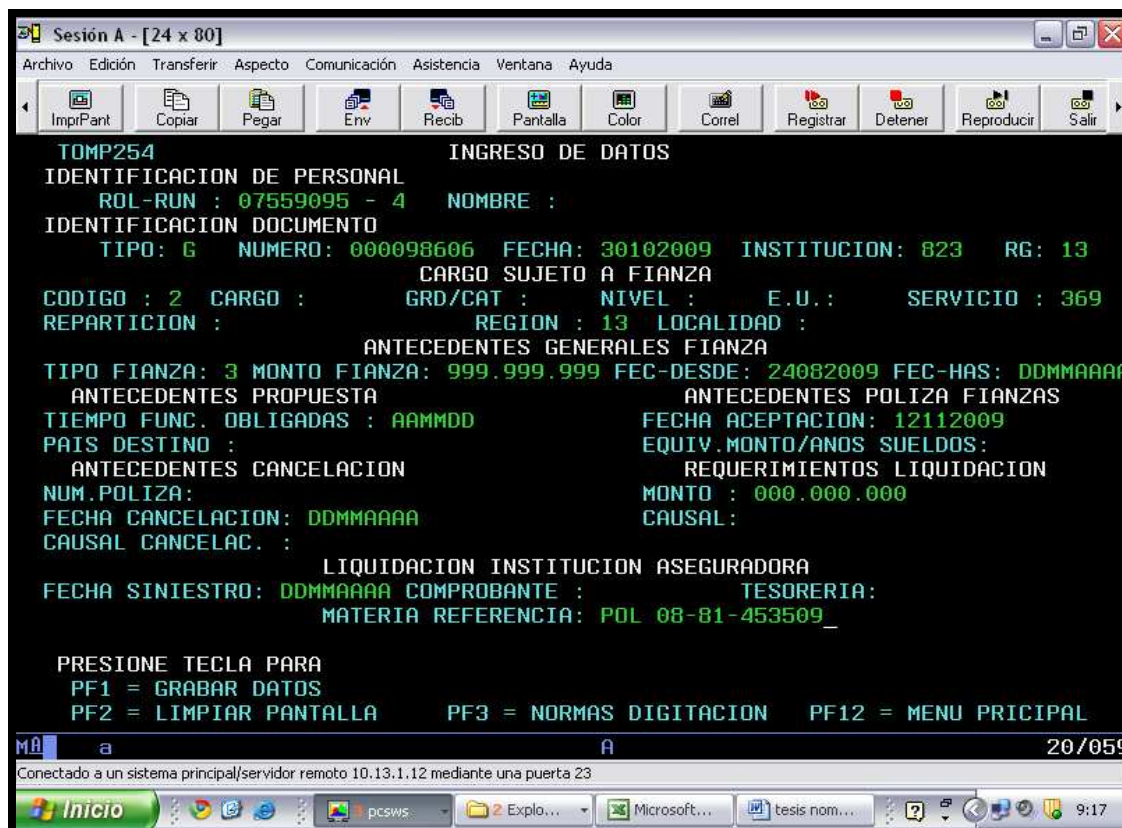 Sesión A - [24 x 80]
Archivo Edición Transferir Aspecto Comunicación Asistencia Ventana Ayuda
ImprPant Copiar Pegar Env Recib Pantalla Color Correl Registrar Detener Reproducir Salir
TOMP254 INGRESO DE DATOS
IDENTIFICACION DE PERSONAL
ROL-RUN : 07559095 - 4 NOMBRE :
IDENTIFICACION DOCUMENTO
TIPO: G NUMERO: 000098606 FECHA: 30102009 INSTITUCION: 823 RG: 13
CARGO SUJETO A FIANZA
CODIGO : 2 CARGO : GRD/CAT : NIVEL : E.U.: SERVICIO : 369
REPARTICION : REGION : 13 LOCALIDAD :
ANTECEDENTES GENERALES FIANZA
TIPO FIANZA: 3 MONTO FIANZA: 999.999.999 FEC-DESDE: 24082009 FEC-HAS: DDMMAAAA
ANTECEDENTES PROPUESTA ANTECEDENTES POLIZA FIANZAS
TIEMPO FUNC. OBLIGADAS : AAMMDD FECHA ACEPTACION: 12112009
PAIS DESTINO : EQUIV.MONTO/ANOS SUELDOS:
ANTECEDENTES CANCELACION REQUERIMIENTOS LIQUIDACION
NUM.POLIZA: MONTO : 000.000.000
FECHA CANCELACION: DDMMAAAA CAUSAL:
CAUSAL CANCELAC. :
LIQUIDACION INSTITUCION ASEGURADORA
FECHA SINIESTRO: DDMMAAAA COMPROBANTE : TESORERIA:
MATERIA REFERENCIA: POL 08-81-453509_
PRESIONE TECLA PARA
PF1 = GRABAR DATOS
PF2 = LIMPIAR PANTALLA PF3 = NORMAS DIGITACION PF12 = MENU PRICIPAL
MA a A 20/059
Conectado a un sistema principal/servidor remoto 10.13.1.12 mediante una puerta 23
Inicio 3 pcsws 2 Explo... Microsoft... tesis nom... 9:17